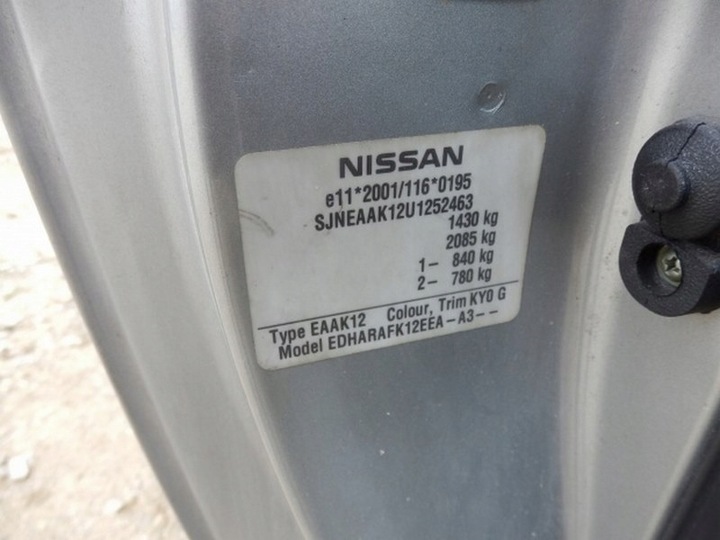 NISSAN
e11*2001/116*0195
SJNEAAK12U1252463
1430 kg
2085 kg
1- 840 kg
2- 780 kg
Type EAAK12 Colour, Trim KY0 G
Model EDHARAFK12EEA-A3--